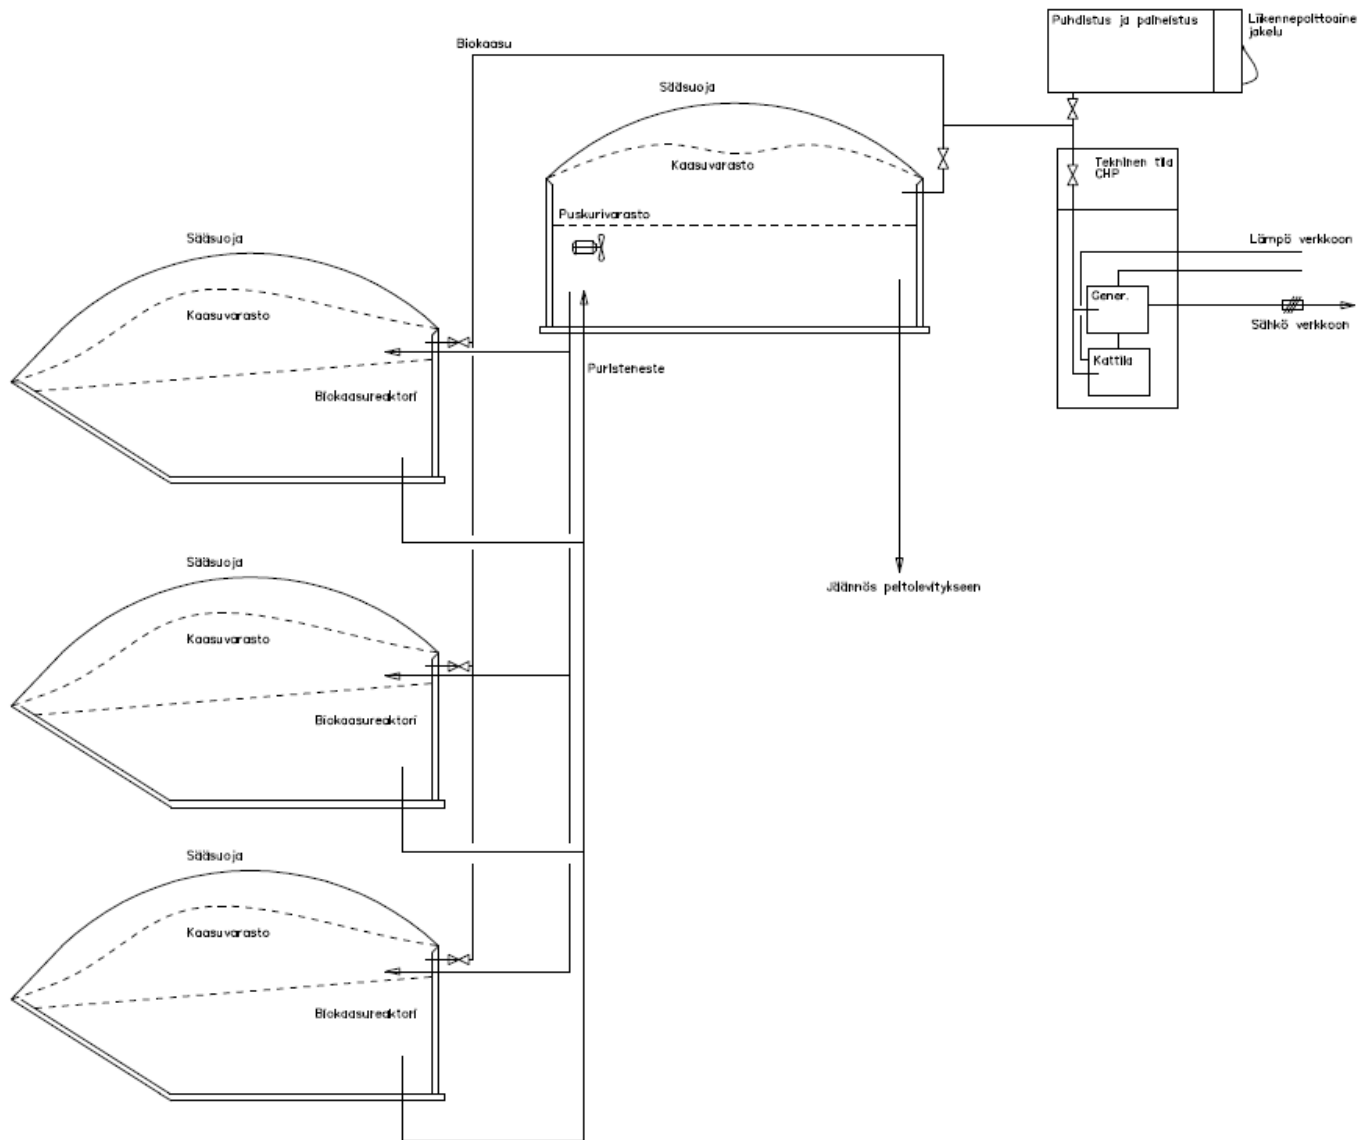 Puhdistus ja paineistus
Liikennepolttoaine
jakelu
Biokaasu
Sääsuoja
Kaasuvarasto
Tekninen tila
CHP
Puskurivarasto
Lämpö verkkoon
Gener.
Sähkö verkkoon
Kattila
Sääsuoja
Kaasuvarasto
Puristeneste
Biokaasureaktori
Jäännös peltolevitykseen
Sääsuoja
Kaasuvarasto
Biokaasureaktori
Sääsuoja
Kaasuvarasto
Biokaasureaktori